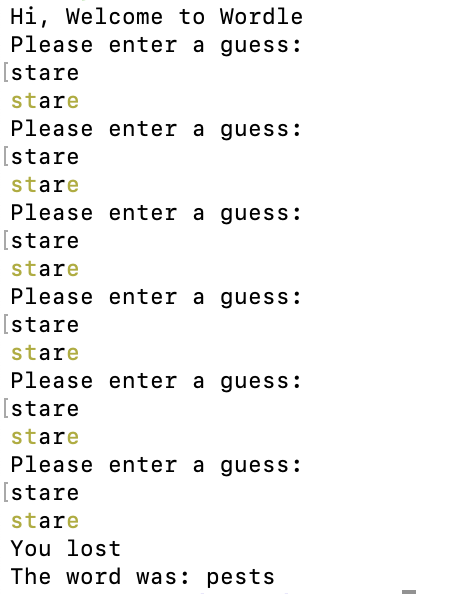 Hi, Welcome to Wordle
Please enter a guess:
[stare
stare
Please enter a guess:
[stare
stare
Please enter a guess:
[stare
stare
Please enter a guess:
[stare
stare
Please enter a guess:
[stare
stare
Please enter a guess:
[stare
stare
You lost
The word was: pests